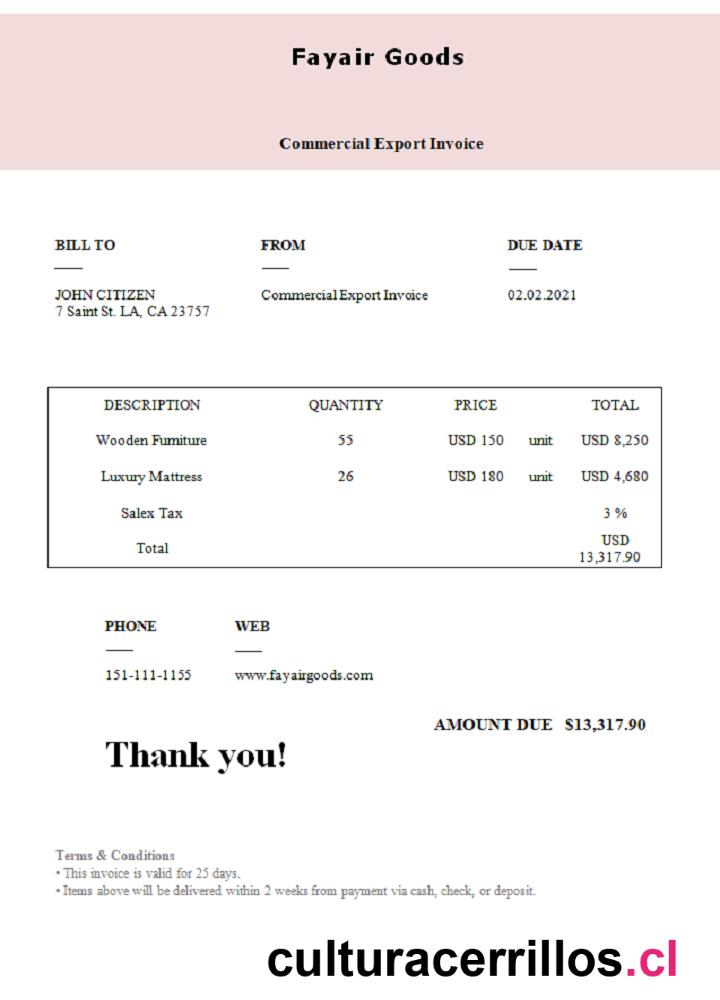 Fayair Goods
Commercial Export Invoice
BILL TO FROM DUE DATE
JOHN CITIZEN Commercial Export Invoice 02.02.2021
7 Saint St. LA, CA 23757
DESCRIPTION QUANTITY PRICE TOTAL
Wooden Furniture 55 USD 150 unit USD 8,250
Luxury Mattress 26 USD 180 unit USD 4,680
Salex Tax 3 %
Total USD 13,317.90
PHONE WEB
151-111-1155 www.fayairgoods.com
AMOUNT DUE $13,317.90
Thank you!
Terms & Conditions
• This invoice is valid for 25 days.
• Items above will be delivered within 2 weeks from payment via cash, check, or deposit.
culturacerrillos.cl